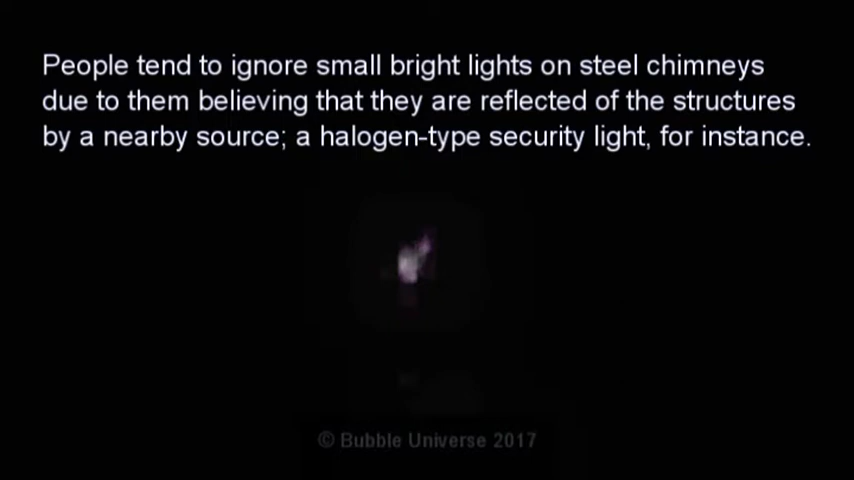 People tend to ignore small bright lights on steel chimneys
due to them believing that they are reflected of the structures
by a nearby source; a halogen-type security light, for instance.
© Bubble Universe 2017